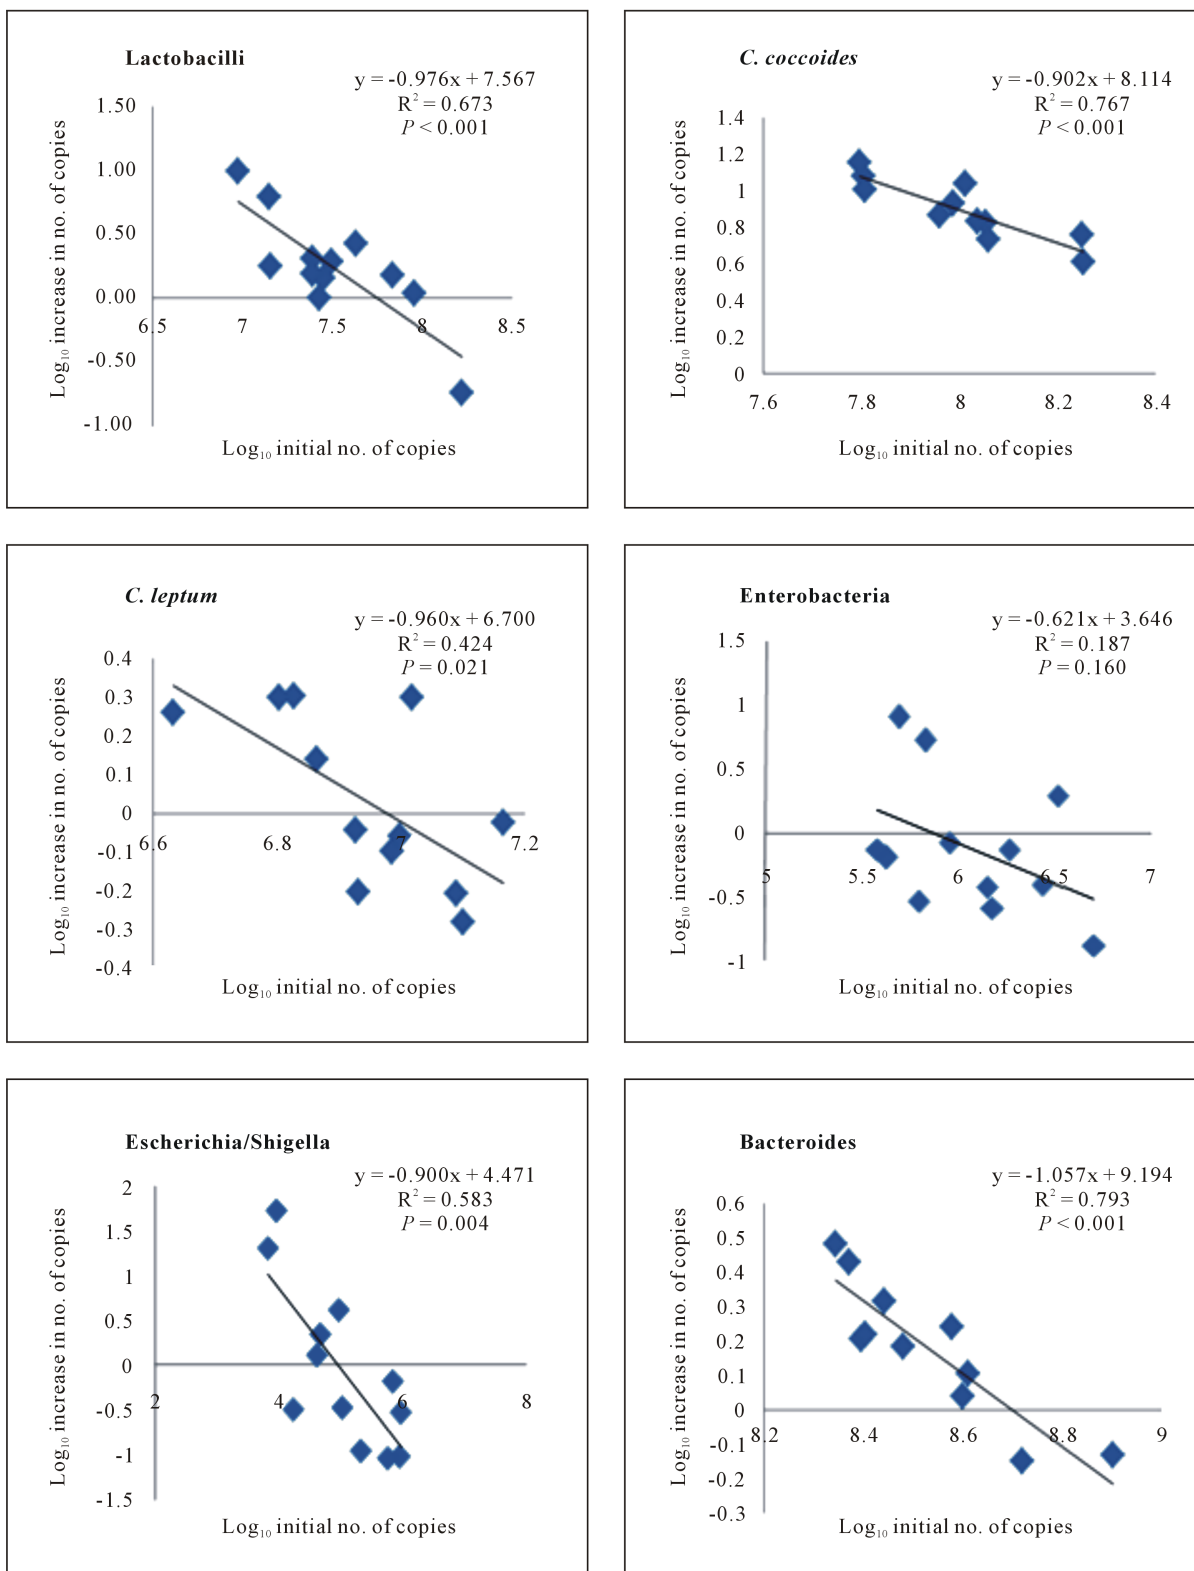 Lactobacilli
y = -0.976x + 7.567
R² = 0.673
P < 0.001
Log₁₀ increase in no. of copies
1.50
1.00
0.50
0.00
-0.50
-1.00
6.5 7 7.5 8 8.5
Log₁₀ initial no. of copies
C. coccoides
y = -0.902x + 8.114
R² = 0.767
P < 0.001
Log₁₀ increase in no. of copies
1.4
1.2
1
0.8
0.6
0.4
0.2
0
7.6 7.8 8 8.2 8.4
Log₁₀ initial no. of copies
C. leptum
y = -0.960x + 6.700
R² = 0.424
P = 0.021
Log₁₀ increase in no. of copies
0.4
0.3
0.2
0.1
0
-0.1
-0.2
-0.3
-0.4
6.6 6.8 7 7.2
Log₁₀ initial no. of copies
Enterobacteria
y = -0.621x + 3.646
R² = 0.187
P = 0.160
Log₁₀ increase in no. of copies
1.5
1
0.5
0
-0.5
-1
5 5.5 6 6.5 7
Log₁₀ initial no. of copies
Escherichia/Shigella
y = -0.900x + 4.471
R² = 0.583
P = 0.004
Log₁₀ increase in no. of copies
2
1.5
1
0.5
0
-0.5
-1
-1.5
2 4 6 8
Log₁₀ initial no. of copies
Bacteroides
y = -1.057x + 9.194
R² = 0.793
P < 0.001
Log₁₀ increase in no. of copies
0.6
0.5
0.4
0.3
0.2
0.1
0
-0.1
-0.2
-0.3
8.2 8.4 8.6 8.8 9
Log₁₀ initial no. of copies